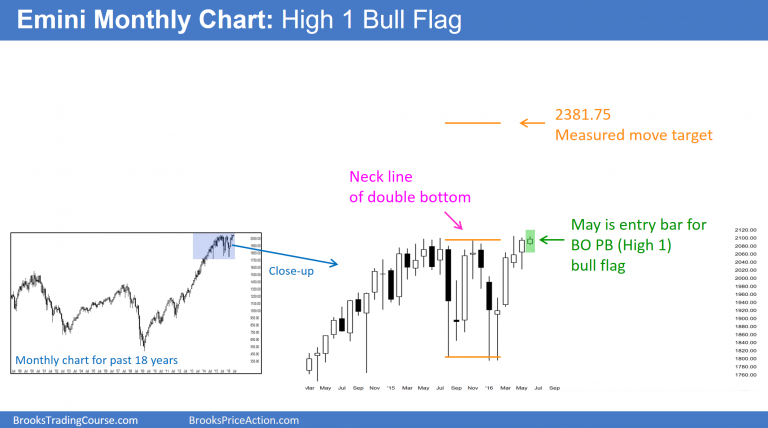 Emini Monthly Chart: High 1 Bull Flag
2381.75
Measured move target
Neck line
of double bottom
May is entry bar for
BO PB (High 1)
bull flag
Close-up
Monthly chart for past 18 years
2120.00
2100.00
2080.00
2060.00
2040.00
2020.00
2000.00
1980.00
1960.00
1940.00
1920.00
1900.00
1880.00
1860.00
1840.00
1820.00
1800.00
1780.00
1760.00
Mar May Jul Sep Nov '15 Mar May Jul Sep Nov '16 Mar May Jul Sep
BrooksTradingCourse.com BrooksPriceAction.com